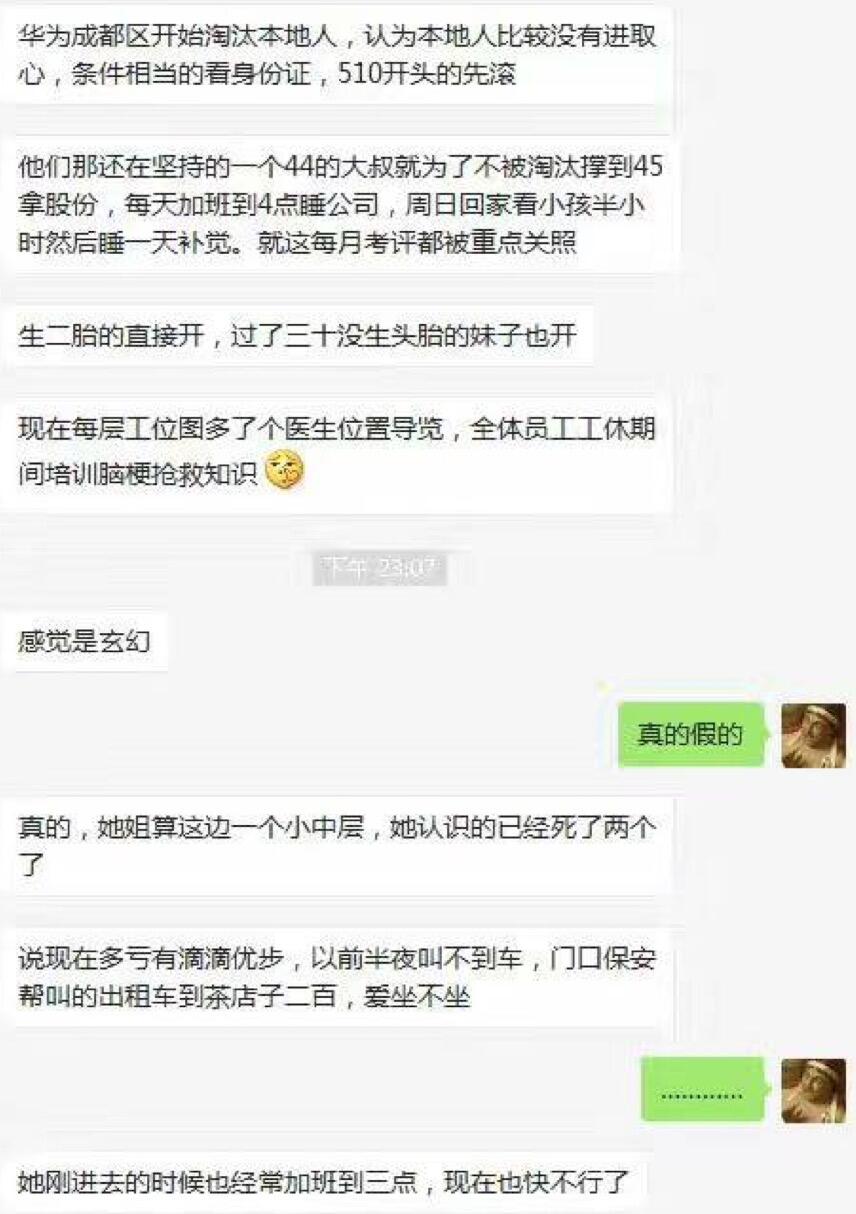 华为成都区开始淘汰本地人，认为本地人比较没有进取
心，条件相当的看身份证，510开头的先滚
他们那还在坚持的一个44的大叔就为了不被淘汰撑到45
拿股份，每天加班到4点睡公司，周日回家看小孩半小
时然后睡一天补觉。就这每月考评都被重点关照
生二胎的直接开，过了三十没生头胎的妹子也开
现在每层工位图多了个医生位置导览，全体员工工休期
间培训脑梗抢救知识
下午 23:07
感觉是玄幻
真的假的
真的，她姐算这边一个小中层，她认识的已经死了两个
了
说现在多亏有滴滴优步，以前半夜叫不到车，门口保安
帮叫的出租车到茶店子二百，爱坐不坐
…………
她刚进去的时候也经常加班到三点，现在也快不行了